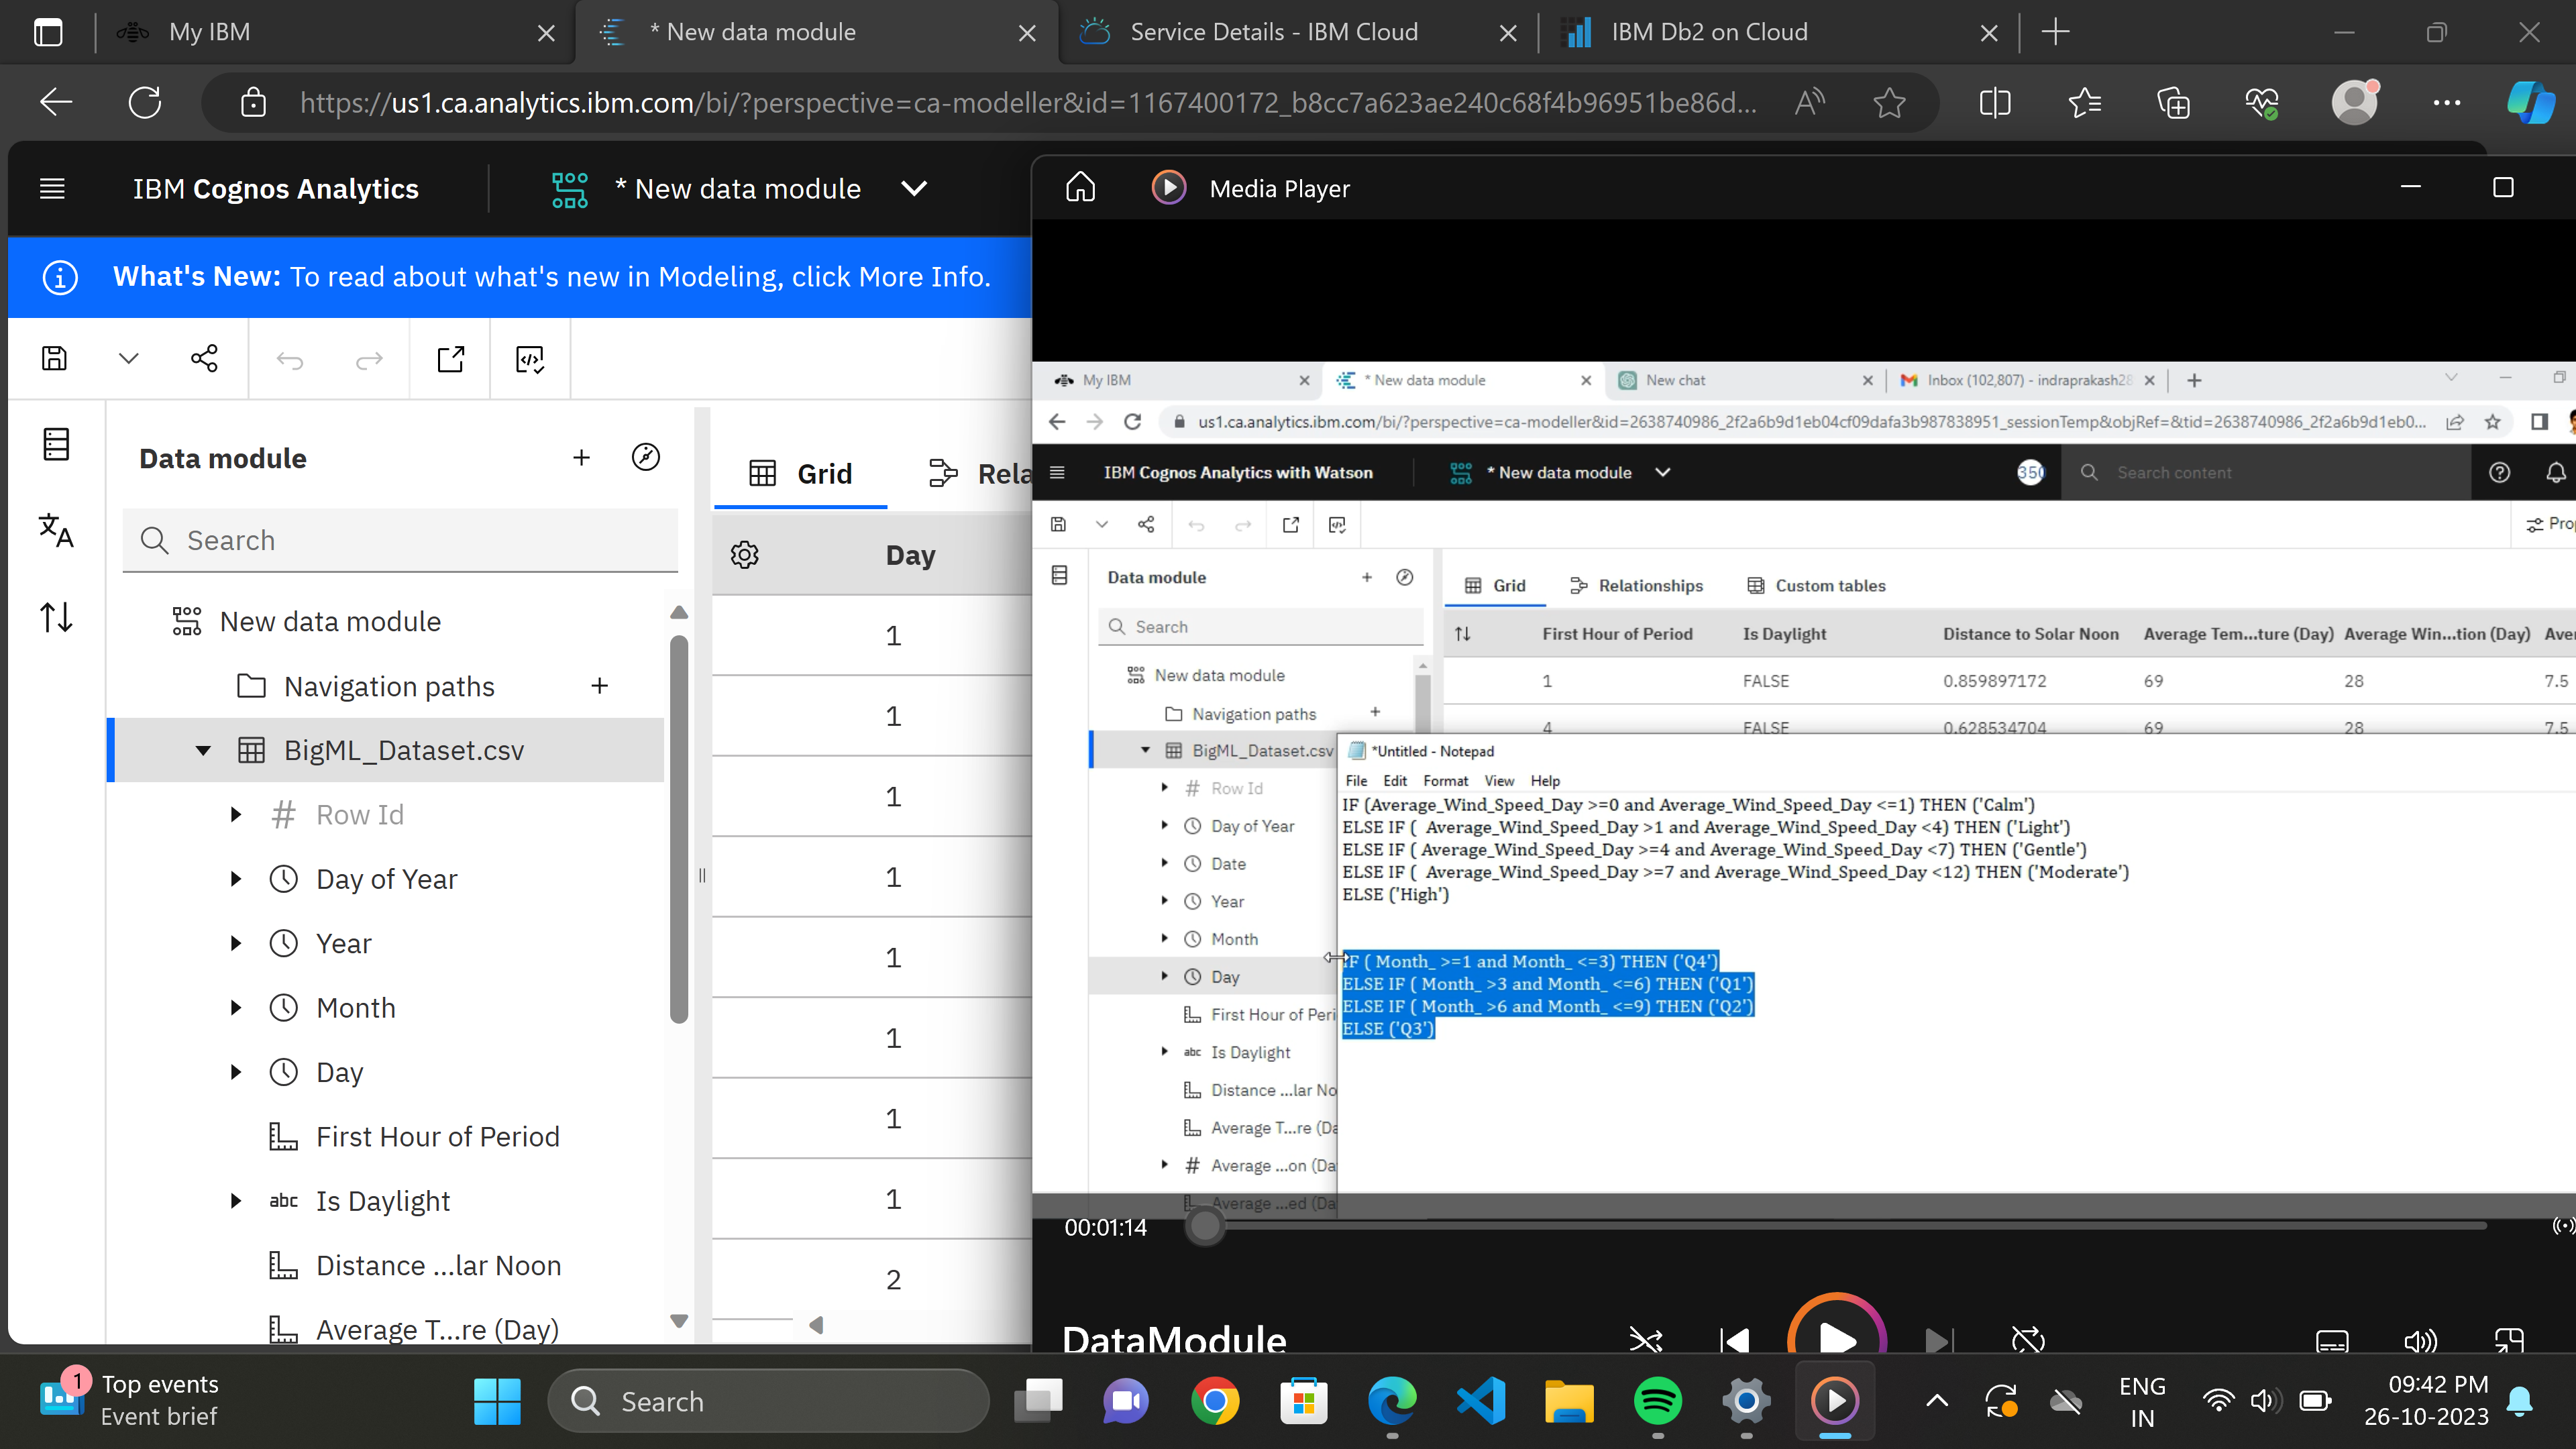 My IBM
* New data module
Service Details - IBM Cloud
IBM Db2 on Cloud
https://us1.ca.analytics.ibm.com/bi/?perspective=ca-modeller&id=1167400172_b8cc7a623ae240c68f4b96951be86d...
IBM Cognos Analytics
* New data module
What's New: To read about what's new in Modeling, click More Info.
Data module
Search
New data module
Navigation paths
BigML_Dataset.csv
Row Id
Day of Year
Year
Month
Day
First Hour of Period
abc Is Daylight
Distance ...lar Noon
Average T...re (Day)
Grid
Rela
Day
1
1
1
1
1
1
1
1
2
Media Player
My IBM
* New data module
New chat
Inbox (102,807) - indraprakash28
us1.ca.analytics.ibm.com/bi/?perspective=ca-modeller&id=2638740986_2f2a6b9d1eb04cf09dafa3b987838951_sessionTemp&objRef=&tid=2638740986_2f2a6b9d1eb0...
IBM Cognos Analytics with Watson
* New data module
350
Search content
Prop
Data module
Search
New data module
Navigation paths
BigML_Dataset.csv
Row Id
Day of Year
Date
Year
Month
Day
First Hour of Peri
abc Is Daylight
Distance ...lar No
Average T...re (Da
Average ...on (Da
Average ...ed (Da
Grid
Relationships
Custom tables
First Hour of Period Is Daylight Distance to Solar Noon Average Tem...ture (Day) Average Win...tion (Day) Aver
1 FALSE 0.859897172 69 28 7.5
4 FALSE 0.628534704 69 28 7.5
*Untitled - Notepad
File Edit Format View Help
IF (Average_Wind_Speed_Day >=0 and Average_Wind_Speed_Day <=1) THEN ('Calm')
ELSE IF (  Average_Wind_Speed_Day >1 and Average_Wind_Speed_Day <4) THEN ('Light')
ELSE IF ( Average_Wind_Speed_Day >=4 and Average_Wind_Speed_Day <7) THEN ('Gentle')
ELSE IF (  Average_Wind_Speed_Day >=7 and Average_Wind_Speed_Day <12) THEN ('Moderate')
ELSE ('High')
IF ( Month_ >=1 and Month_ <=3) THEN ('Q4')
ELSE IF ( Month_ >3 and Month_ <=6) THEN ('Q1')
ELSE IF ( Month_ >6 and Month_ <=9) THEN ('Q2')
ELSE ('Q3')
00:01:14
DataModule
1
Top events
Event brief
Search
ENG
IN
09:42 PM
26-10-2023